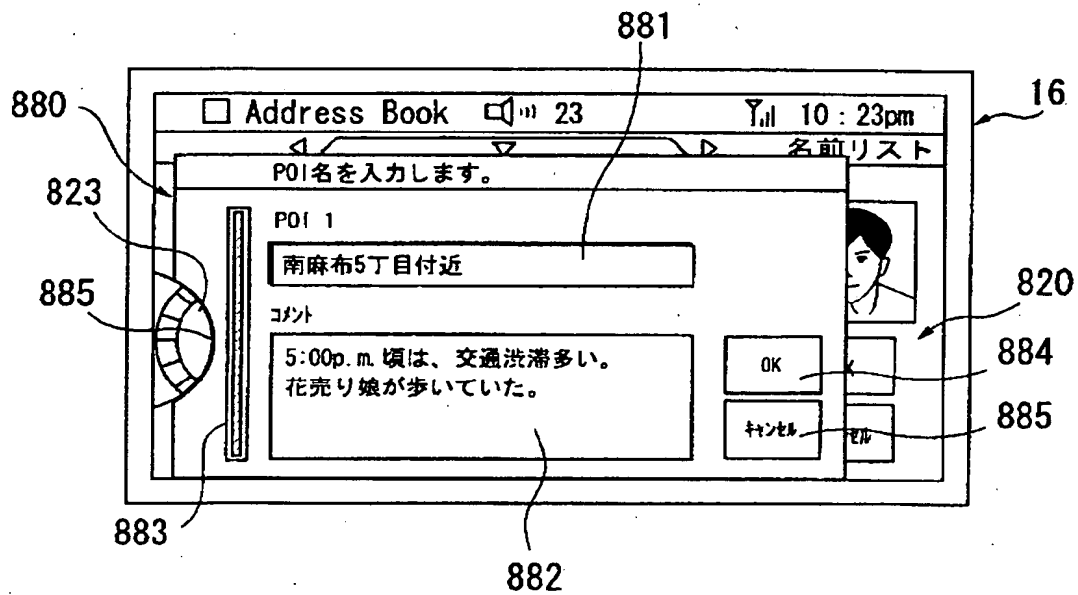 881
880
16
□ Address Book 23 10:23pm
名前リスト
POI名を入力します。
823
POI 1
南麻布5丁目付近
885
820
コメント
5:00p.m.頃は、交通渋滞多い。
花売り娘が歩いていた。
884
OK
885
キャンセル
セル
883
882